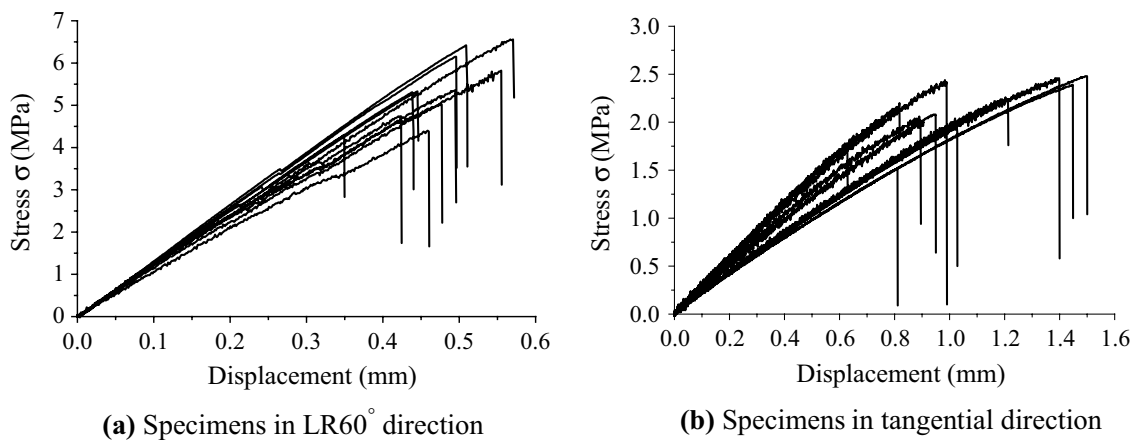 7
6
5
4
3
2
1
0
Stress σ (MPa)
0.0 0.1 0.2 0.3 0.4 0.5 0.6
Displacement (mm)
(a) Specimens in LR60° direction
3.0
2.5
2.0
1.5
1.0
0.5
0.0
Stress σ (MPa)
0.0 0.2 0.4 0.6 0.8 1.0 1.2 1.4 1.6
Displacement (mm)
(b) Specimens in tangential direction